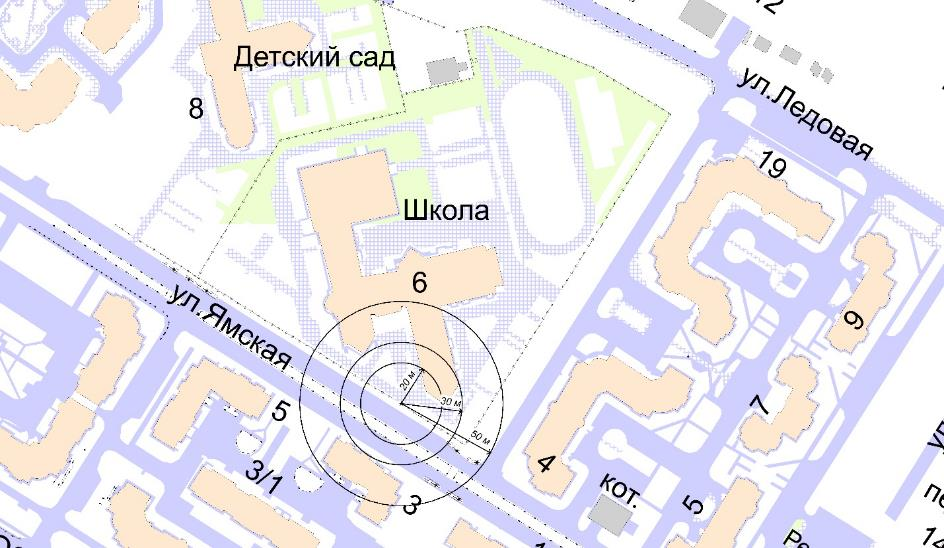 Детский сад
8
ул.Ледовая
19
Школа
6
9
ул.Ямская
20 м
30 м
50 м
7
5
4
3/1
кот.
5
3